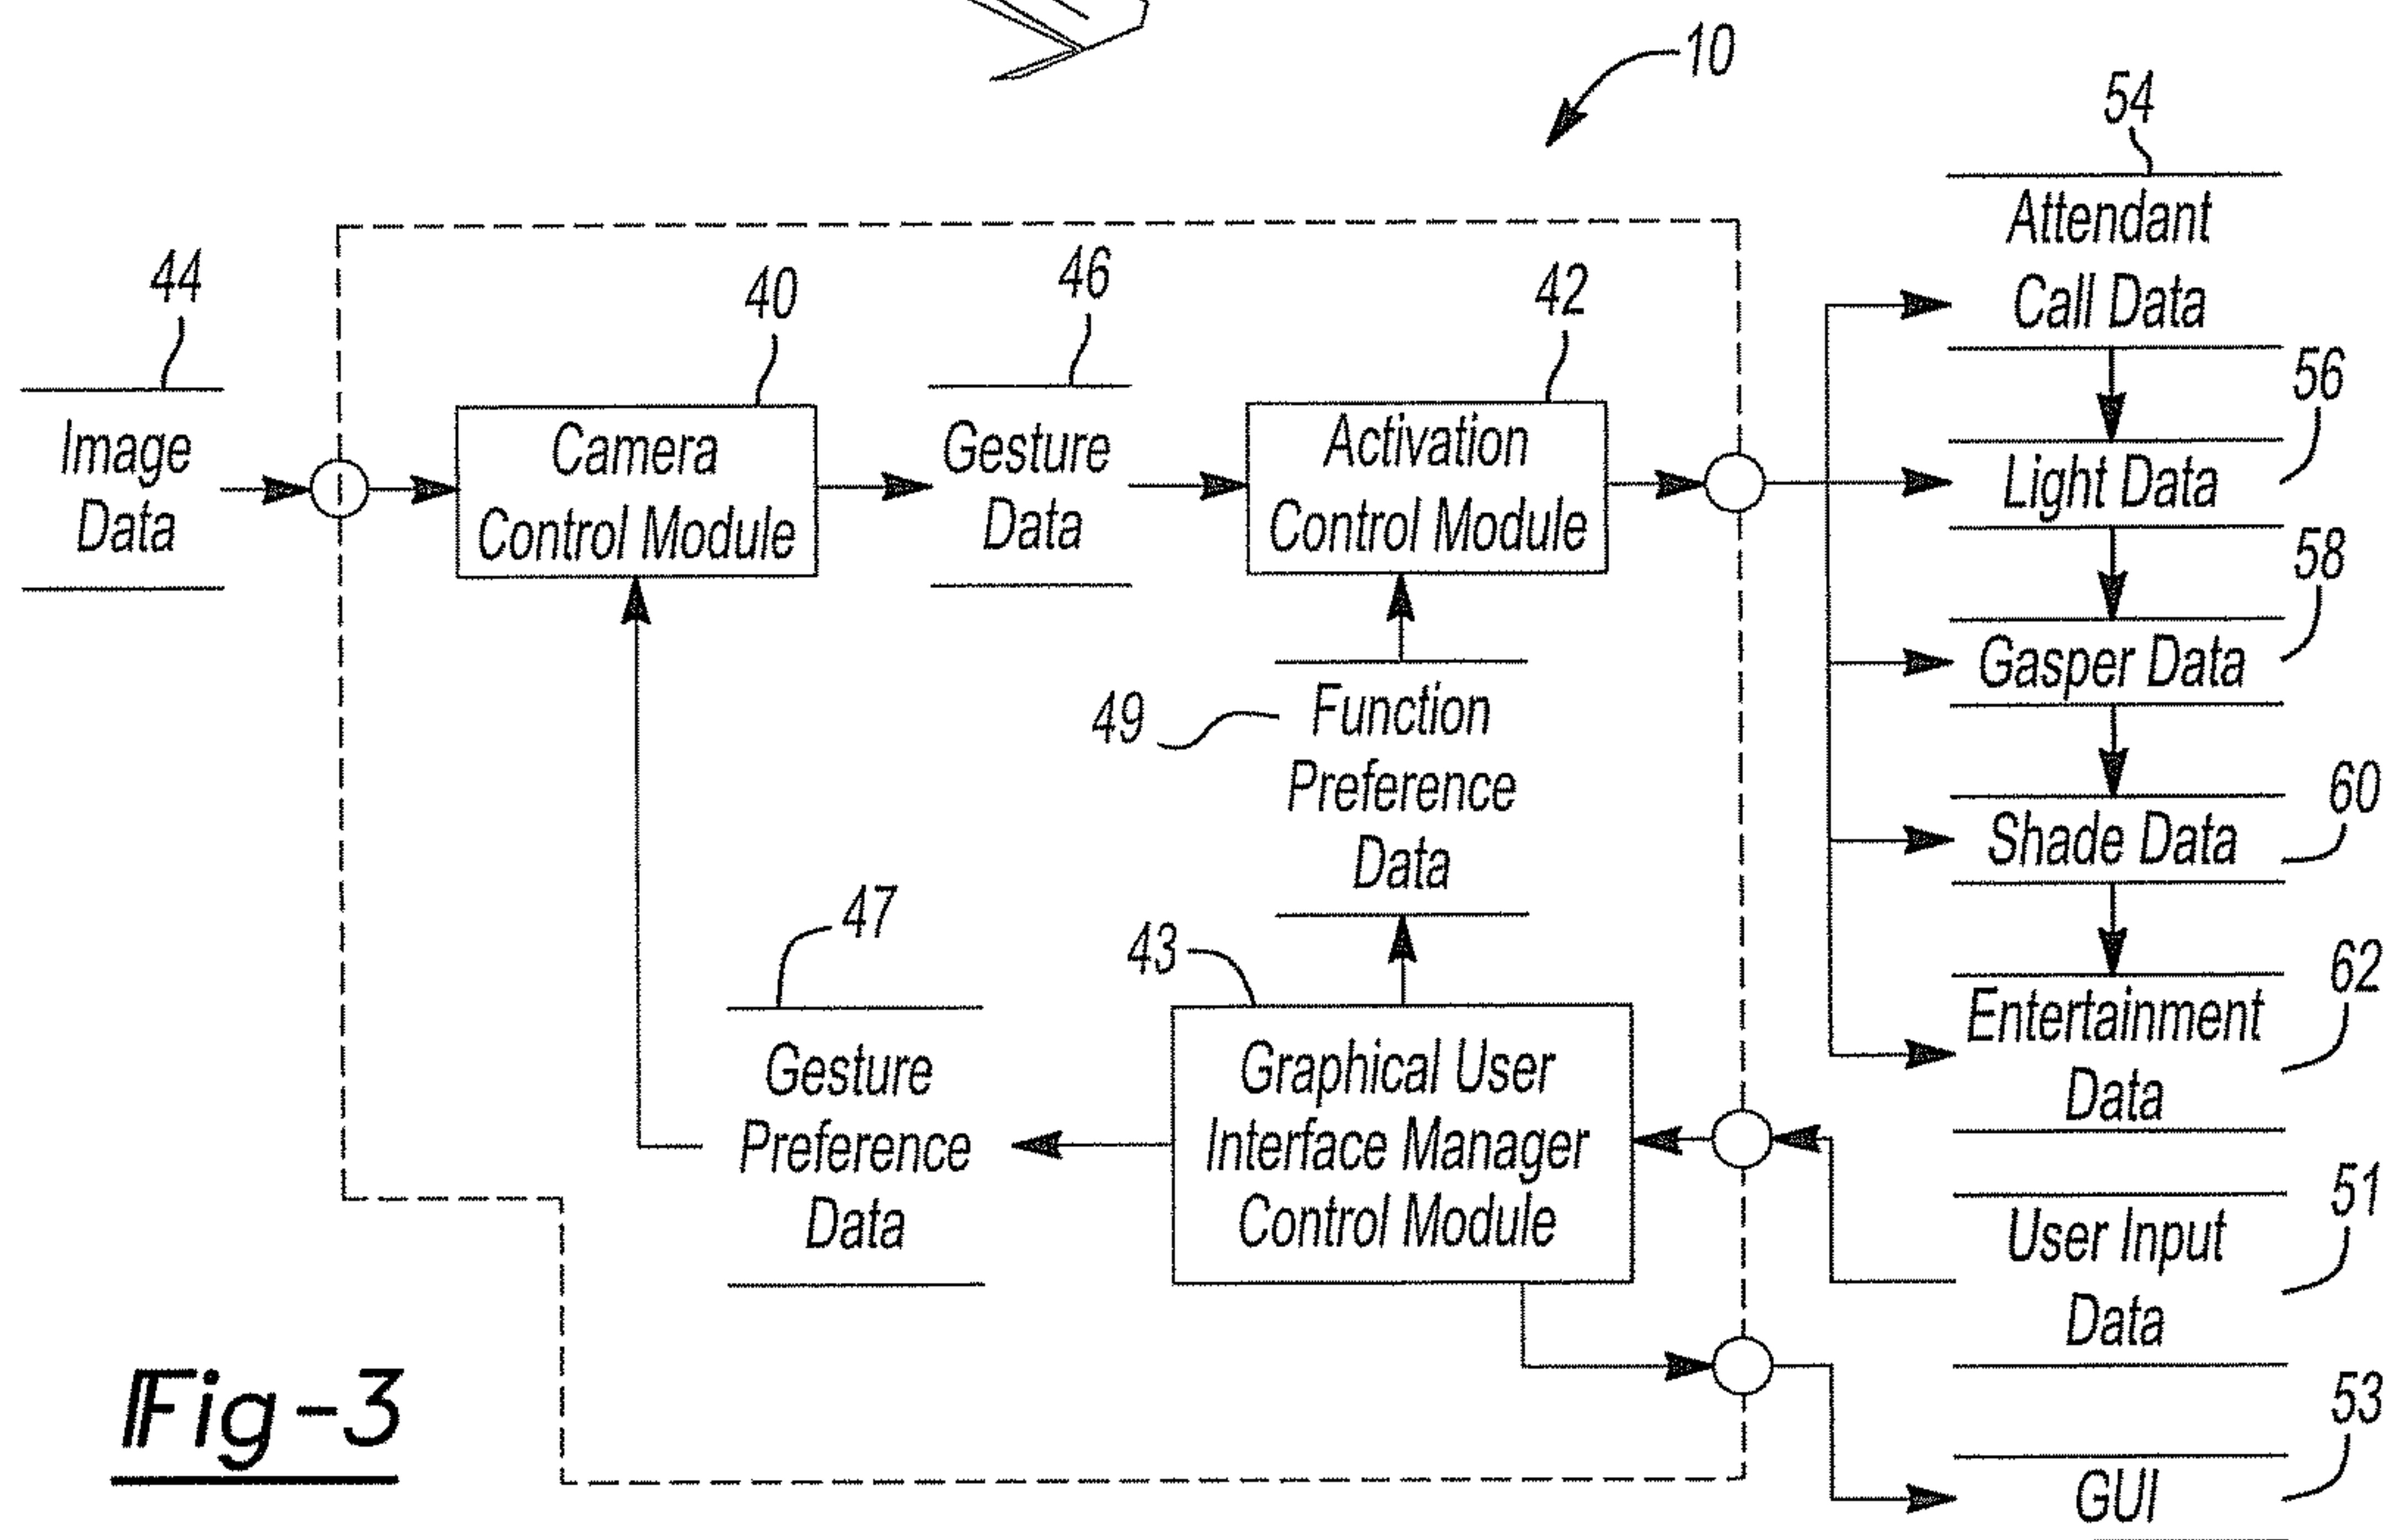 10
54
Attendant
Call Data
44
40
46
42
56
Image
Data
Camera
Control Module
Gesture
Data
Activation
Control Module
Light Data
58
Gasper Data
49
Function
Preference
Data
60
Shade Data
47
43
62
Entertainment
Data
Gesture
Preference
Data
Graphical User
Interface Manager
Control Module
51
User Input
Data
53
GUI
Fig-3